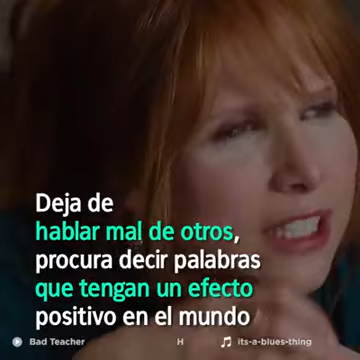 Deja de
hablar mal de otros,
procura decir palabras
que tengan un efecto
positivo en el mundo
Bad Teacher H its-a-blues-thing